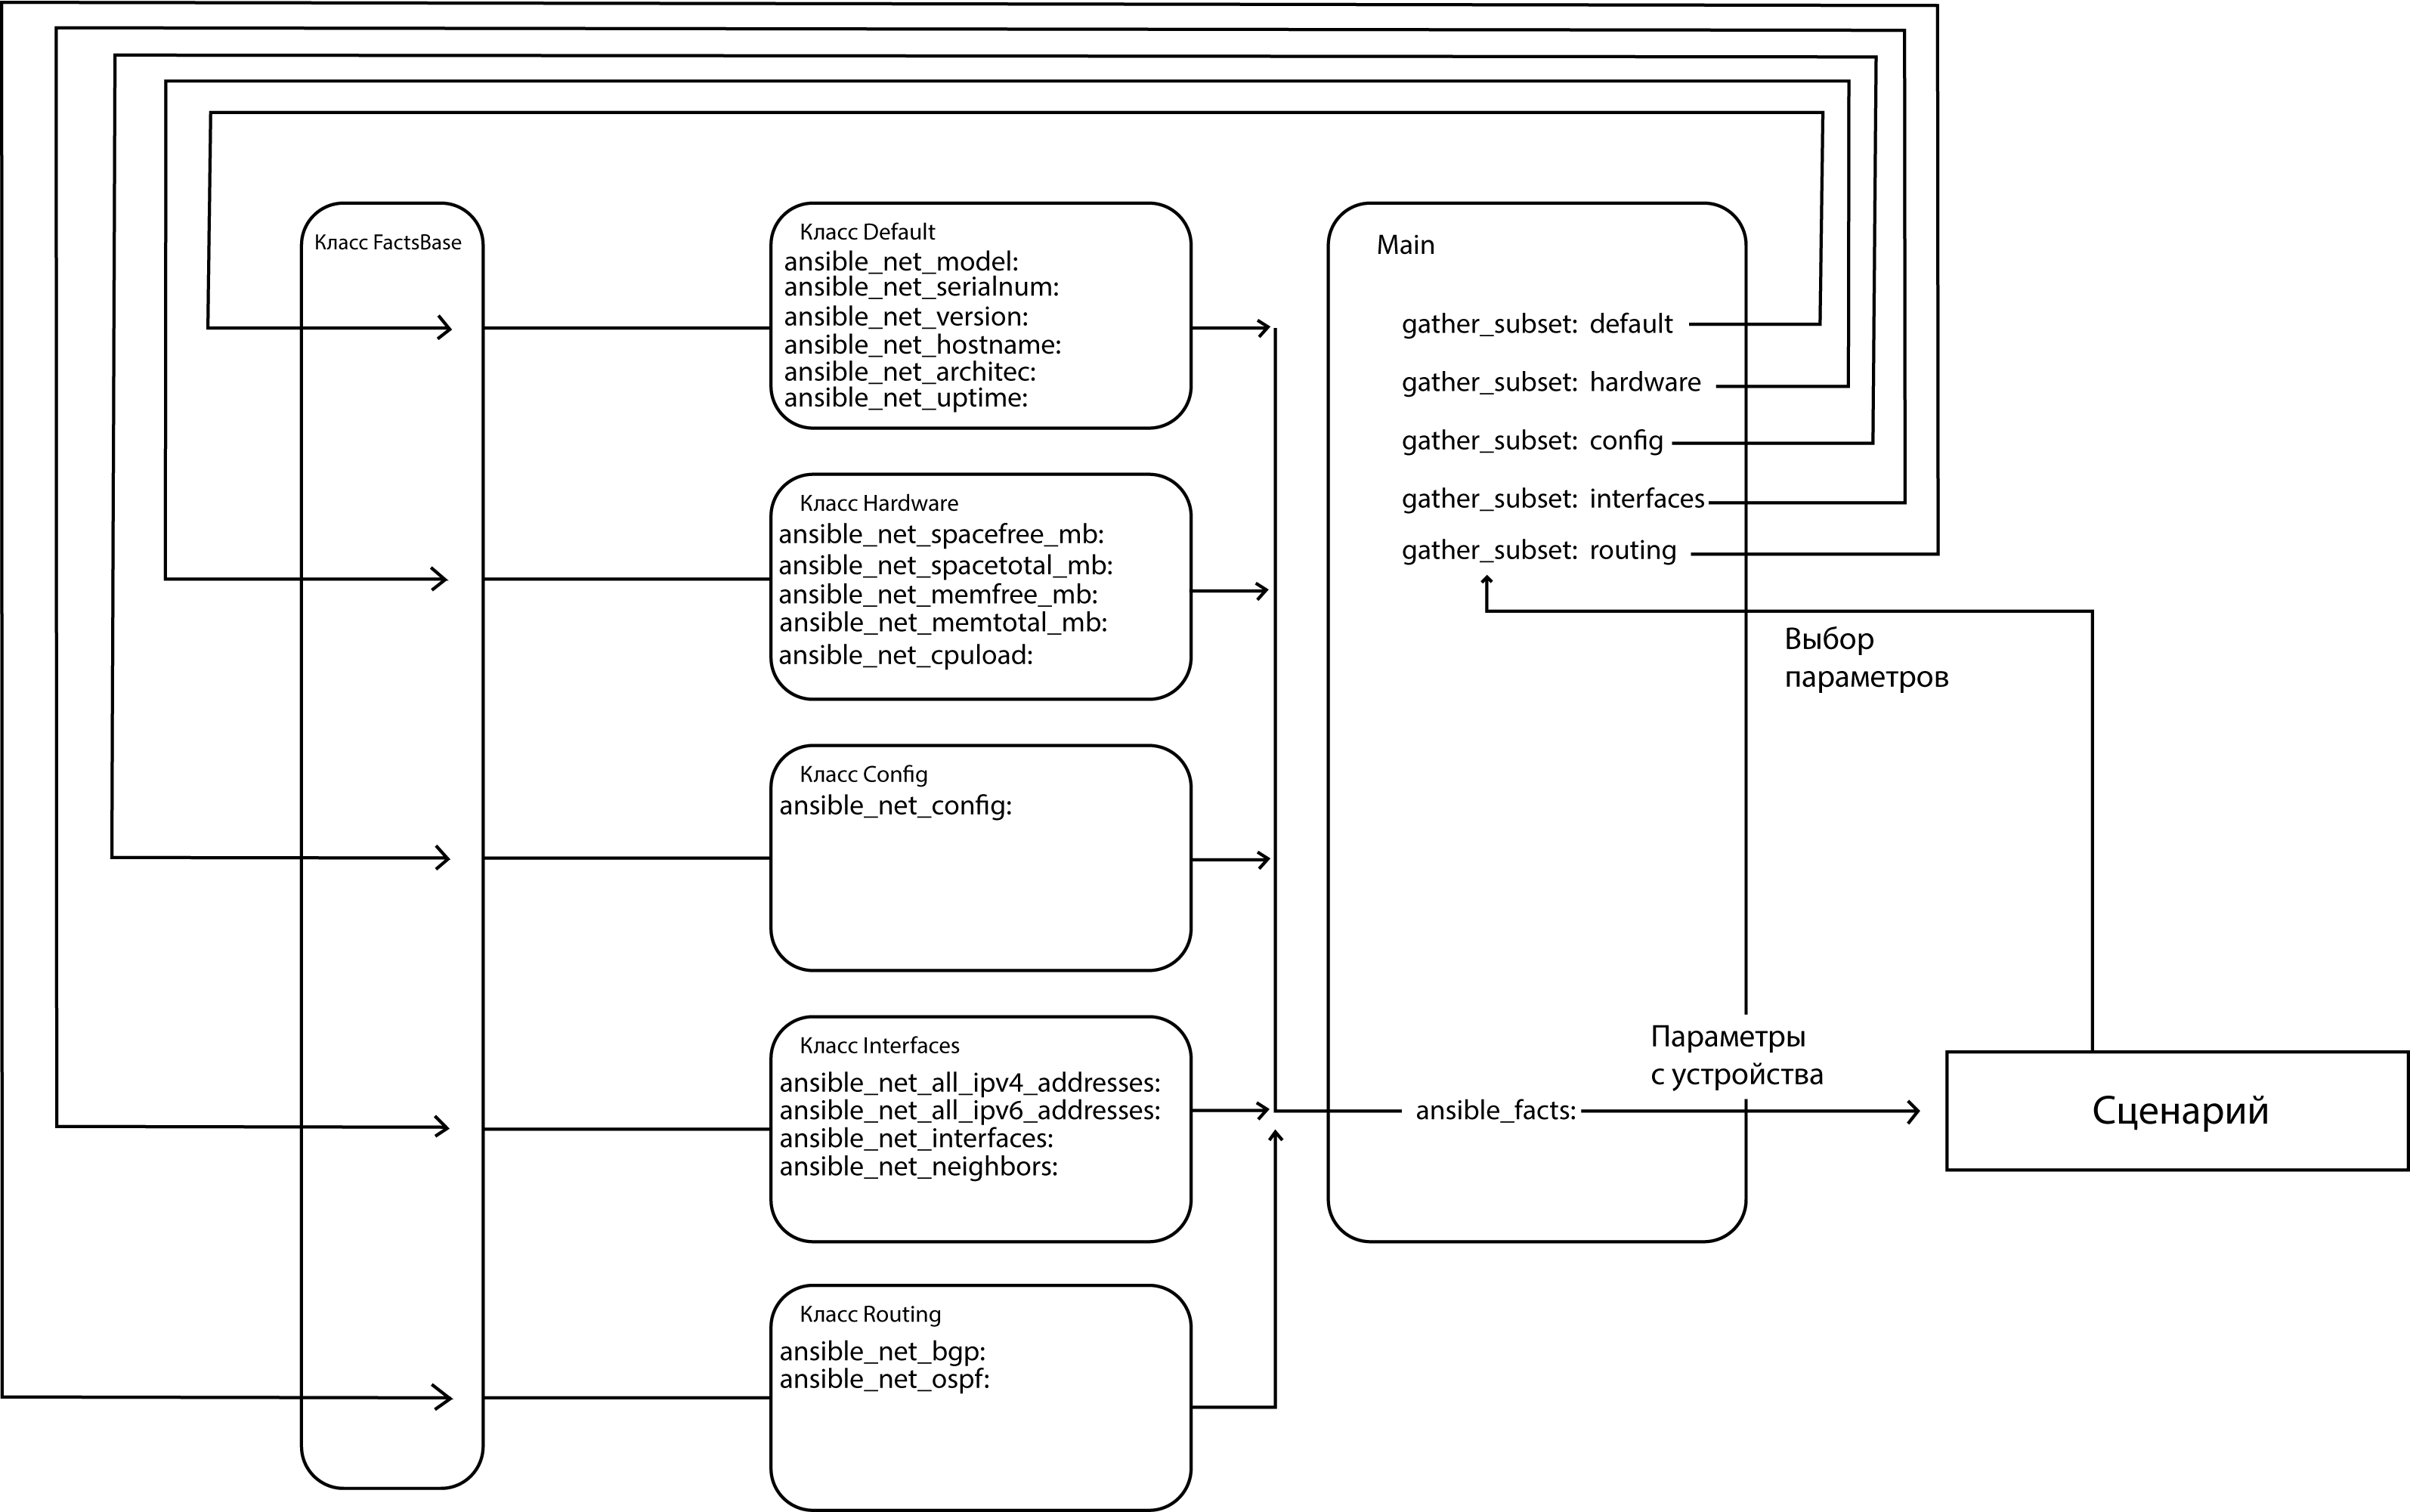 Класс FactsBase
Класс Default
ansible_net_model:
ansible_net_serialnum:
ansible_net_version:
ansible_net_hostname:
ansible_net_architec:
ansible_net_uptime:
Класс Hardware
ansible_net_spacefree_mb:
ansible_net_spacetotal_mb:
ansible_net_memfree_mb:
ansible_net_memtotal_mb:
ansible_net_cpuload:
Класс Config
ansible_net_config:
Класс Interfaces
ansible_net_all_ipv4_addresses:
ansible_net_all_ipv6_addresses:
ansible_net_interfaces:
ansible_net_neighbors:
Класс Routing
ansible_net_bgp:
ansible_net_ospf:
Main
gather_subset: default
gather_subset: hardware
gather_subset: config
gather_subset: interfaces
gather_subset: routing
Выбор
параметров
Параметры
с устройства
ansible_facts:
Сценарий